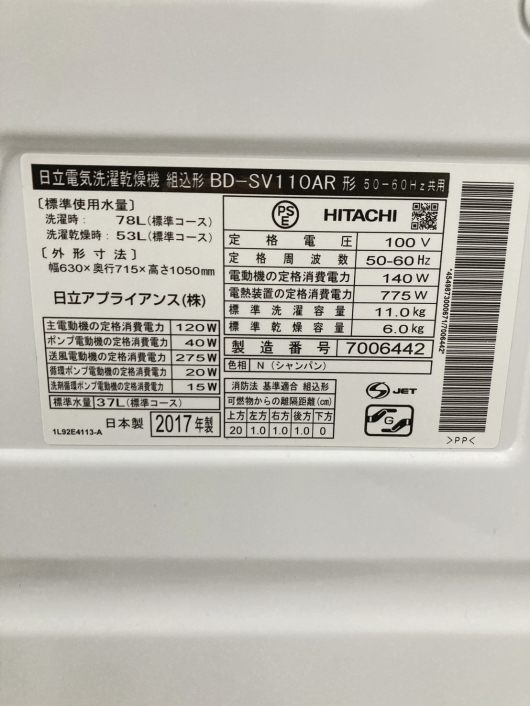 日立電気洗濯乾燥機 組込形 BD-SV110AR 形 50-60Hz共用
〔標準使用水量〕
洗濯時： 78L(標準コース)
洗濯乾燥時：53L(標準コース)
〔外形寸法〕
幅630×奥行715×高さ1050mm
日立アプライアンス(株)
主電動機の定格消費電力 120W
ポンプ電動機の定格消費電力 40W
送風電動機の定格消費電力 275W
循環ポンプ電動機の定格消費電力 20W
洗剤循環ポンプ電動機の定格消費電力 15W
標準水量 37L(標準コース)
日本製 2017年製
1L92E4113-A
PSE HITACHI
定格電圧 100V
定格周波数 50-60Hz
電動機の定格消費電力 140W
電熱装置の定格消費電力 775W
標準洗濯容量 11.0kg
標準乾燥容量 6.0kg
製造番号 7006442
色相 N（シャンパン）
消防法 基準適合 組込形
可燃物からの離隔距離(cm)
上方 左方 右方 後方 下方
20 1.0 1.0 1.0 0
S JET
G
>PP<